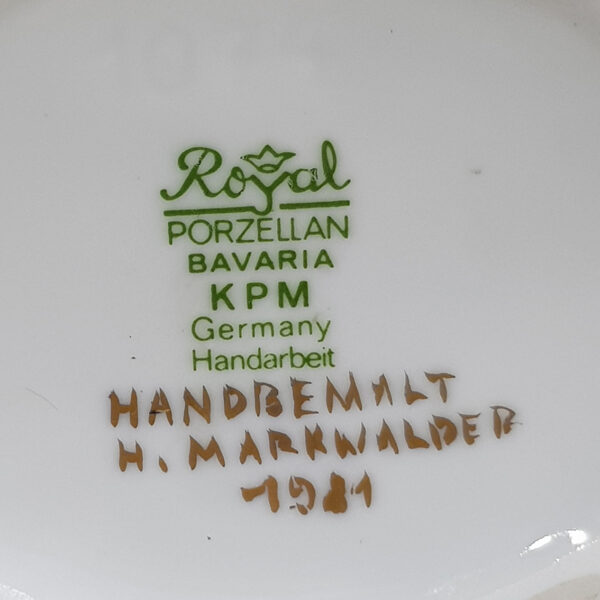 Royal
PORZELLAN
BAVARIA
KPM
Germany
Handarbeit
HANDBEMALT
H. MARKWALDER
1981